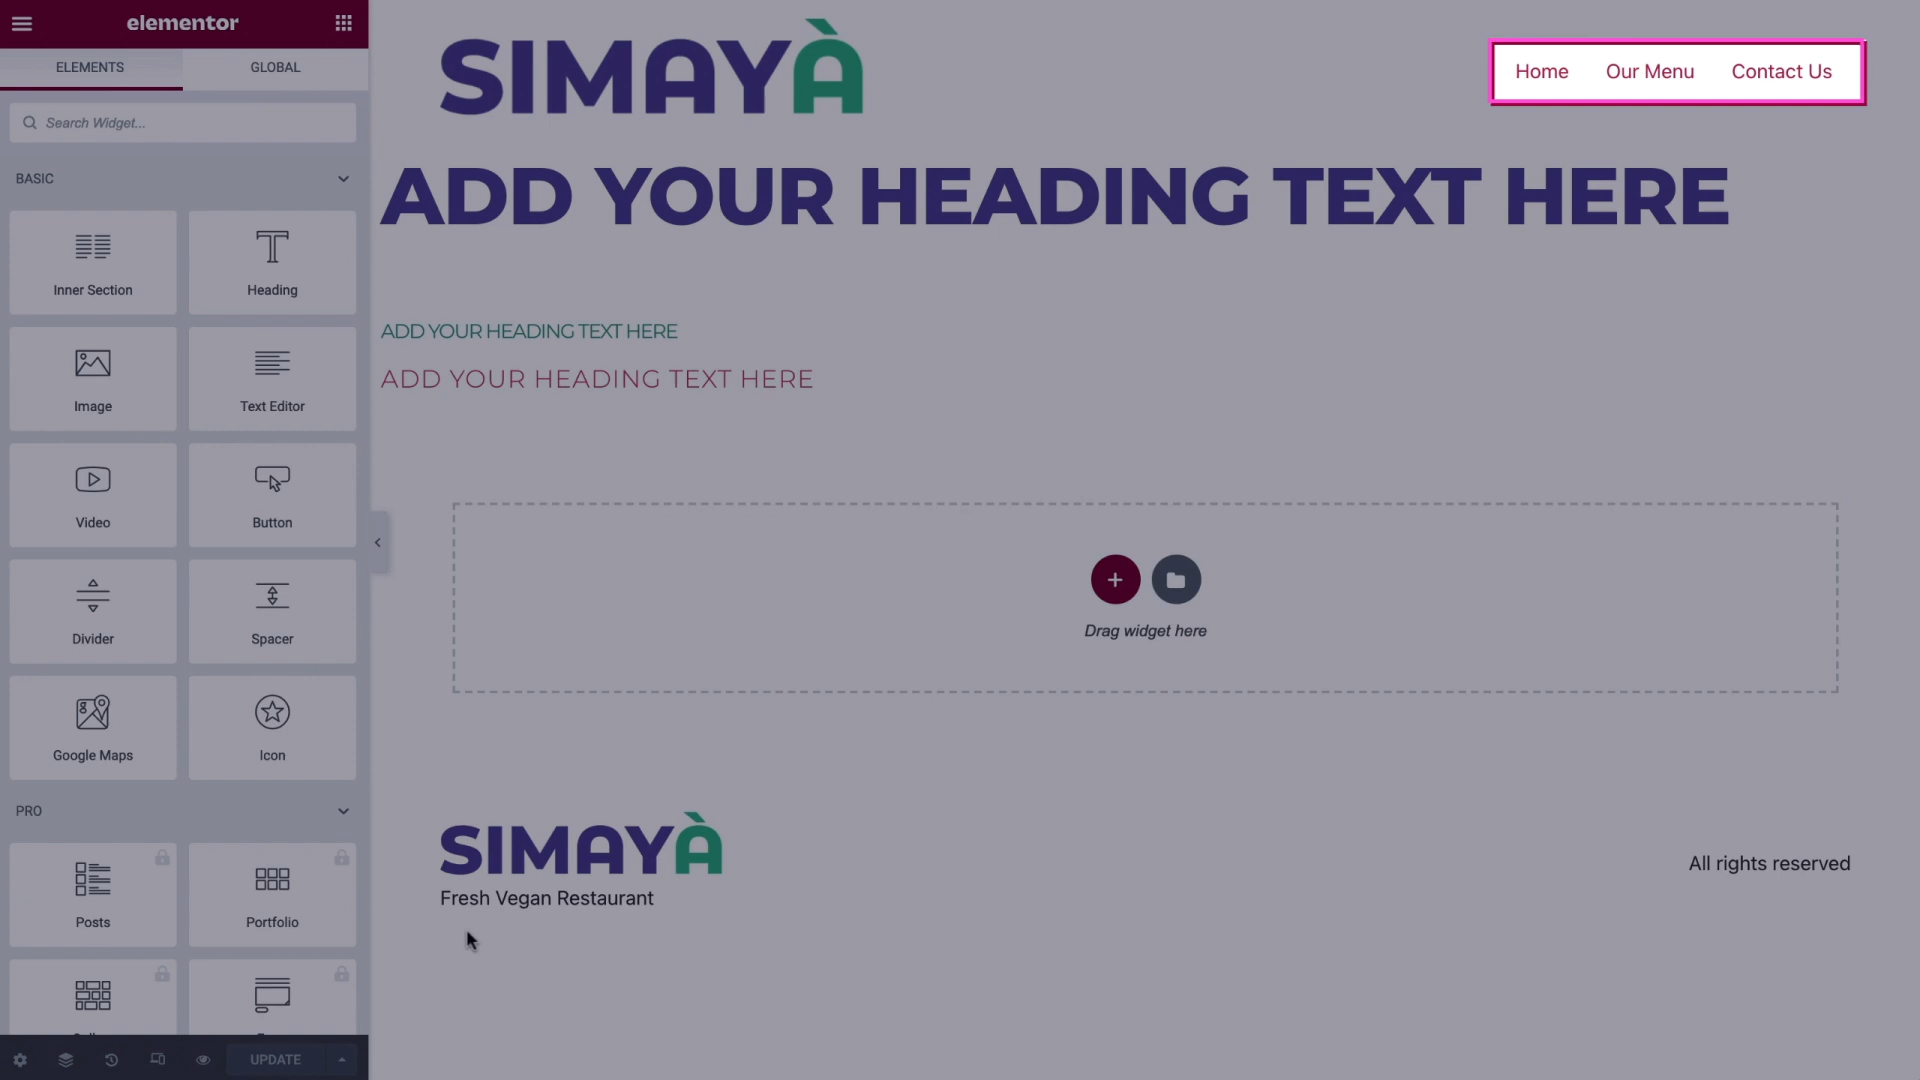 elementor
ELEMENTS
GLOBAL
Search Widget...
BASIC
Inner Section
Heading
Image
Text Editor
Video
Button
Divider
Spacer
Google Maps
Icon
PRO
Posts
Portfolio
UPDATE
SIMAYÀ
Home
Our Menu
Contact Us
ADD YOUR HEADING TEXT HERE
ADD YOUR HEADING TEXT HERE
ADD YOUR HEADING TEXT HERE
Drag widget here
SIMAYÀ
Fresh Vegan Restaurant
All rights reserved